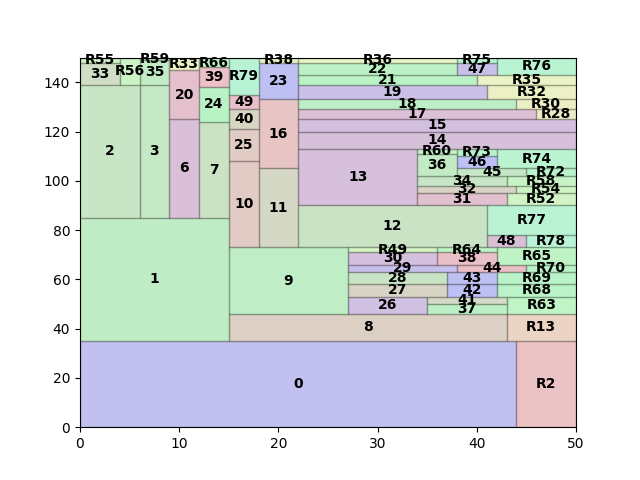 R55 R59 R33 R66 R38 R36 R75
33 R56 35 39 R79 23 22 47 R76
140 21 R35
20 24 19 R32
49 18 R30
120 40 16 17 R28
15
2 3 6 7 25 14
R60 R73
100 10 11 13 36 46 R74
45 R72
34 R58
32 R54
31 R52
80 12 R77
48 R78
R49 R64
60 1 9 30 38 R65
29 44 R70
28 43 R69
27 42 R68
26 41 R63
37
40 8 R13
20 0 R2
0
0 10 20 30 40 50